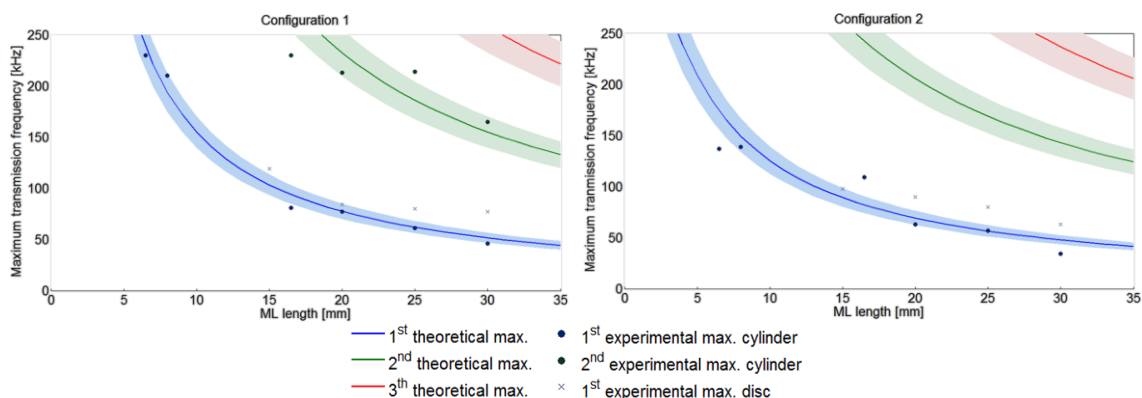 Configuration 1
Maximum transmission frequency [kHz]
250
200
150
100
50
0
0 5 10 15 20 25 30 35
ML length [mm]
Configuration 2
Maximum transmission frequency [kHz]
250
200
150
100
50
0
0 5 10 15 20 25 30 35
ML length [mm]
1st theoretical max.
1st experimental max. cylinder
2nd theoretical max.
2nd experimental max. cylinder
3th theoretical max.
1st experimental max. disc